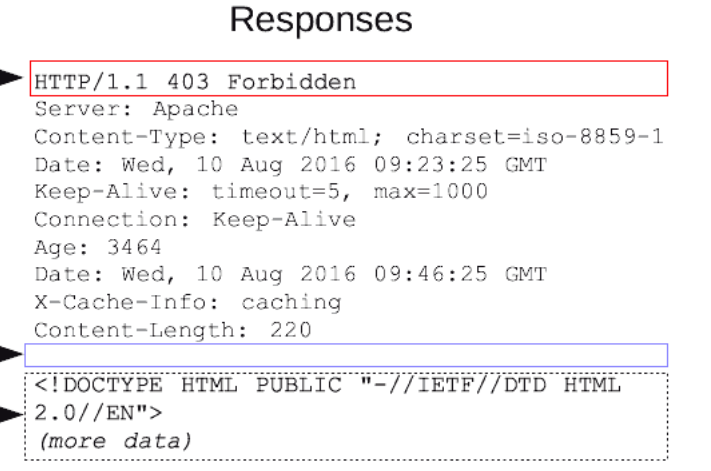 Responses
HTTP/1.1 403 Forbidden
Server: Apache
Content-Type: text/html; charset=iso-8859-1
Date: Wed, 10 Aug 2016 09:23:25 GMT
Keep-Alive: timeout=5, max=1000
Connection: Keep-Alive
Age: 3464
Date: Wed, 10 Aug 2016 09:46:25 GMT
X-Cache-Info: caching
Content-Length: 220
<!DOCTYPE HTML PUBLIC "-//IETF//DTD HTML
2.0//EN">
(more data)